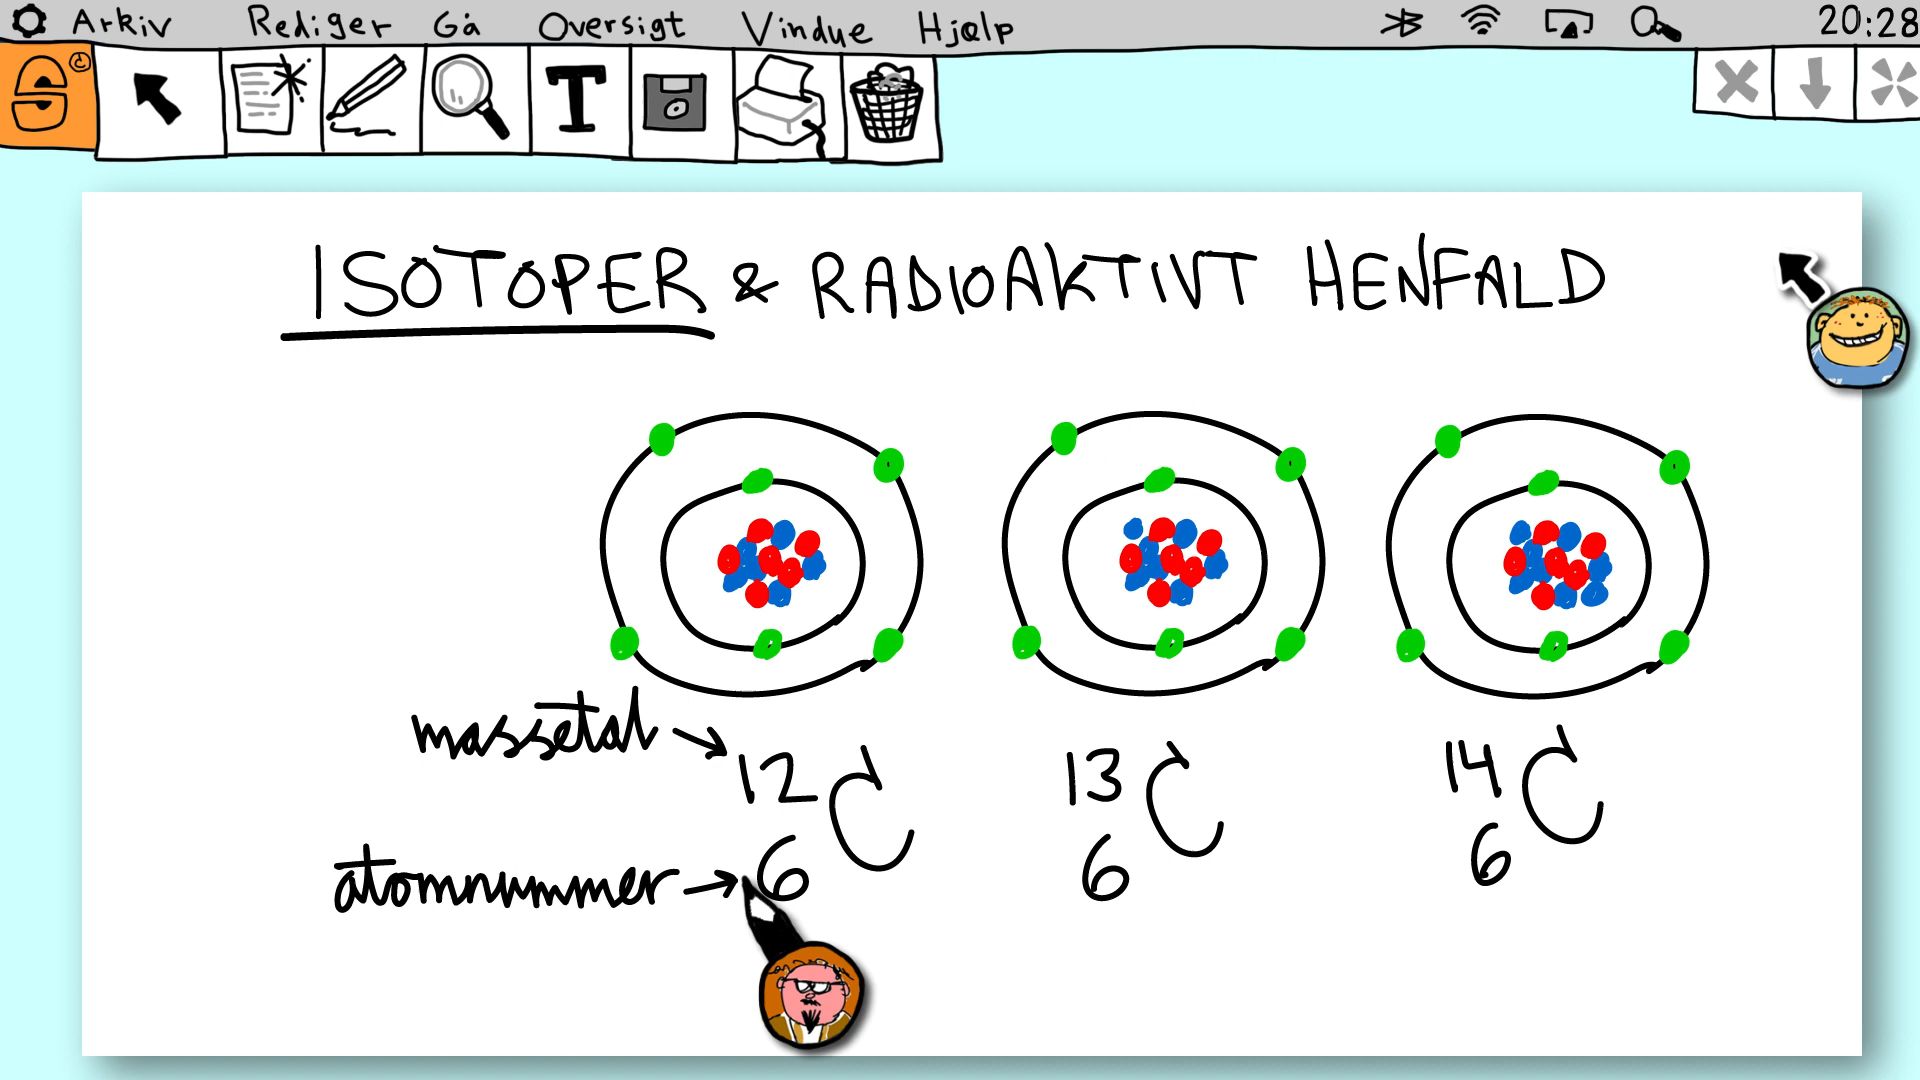 Arkiv Rediger Gå Oversigt Vindue Hjælp 20:28
T
ISOTOPER & RADIOAKTIVT HENFALD
massetal → 12 C 13 C 14 C
atomnummer → 6 6 6